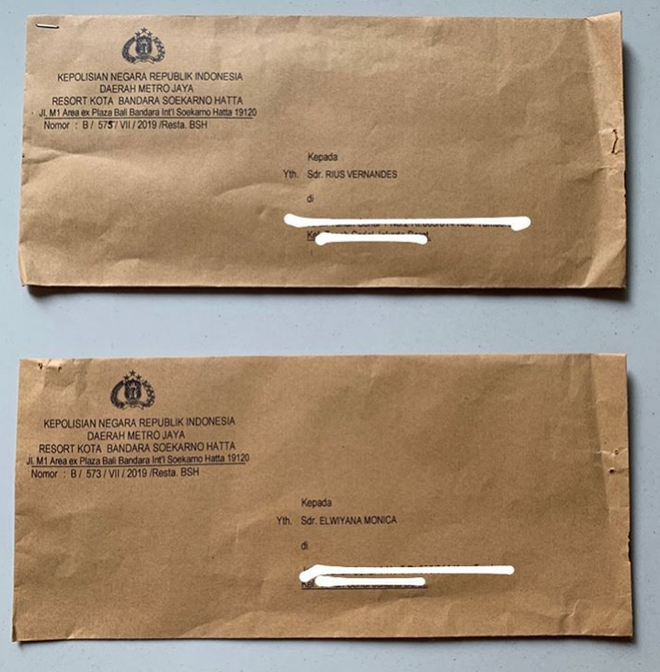 KEPOLISIAN NEGARA REPUBLIK INDONESIA
DAERAH METRO JAYA
RESORT KOTA BANDARA SOEKARNO HATTA
Jl. M1 Area ex Plaza Bali Bandara Int'l Soekarno Hatta 19120
Nomor : B / 575 / VII / 2019 /Resta. BSH
Kepada
Yth. Sdr. RIUS VERNANDES
di
KEPOLISIAN NEGARA REPUBLIK INDONESIA
DAERAH METRO JAYA
RESORT KOTA BANDARA SOEKARNO HATTA
Jl. M1 Area ex Plaza Bali Bandara Int'l Soekarno Hatta 19120
Nomor : B / 573 / VII / 2019 /Resta. BSH
Kepada
Yth. Sdr. ELWIYANA MONICA
di